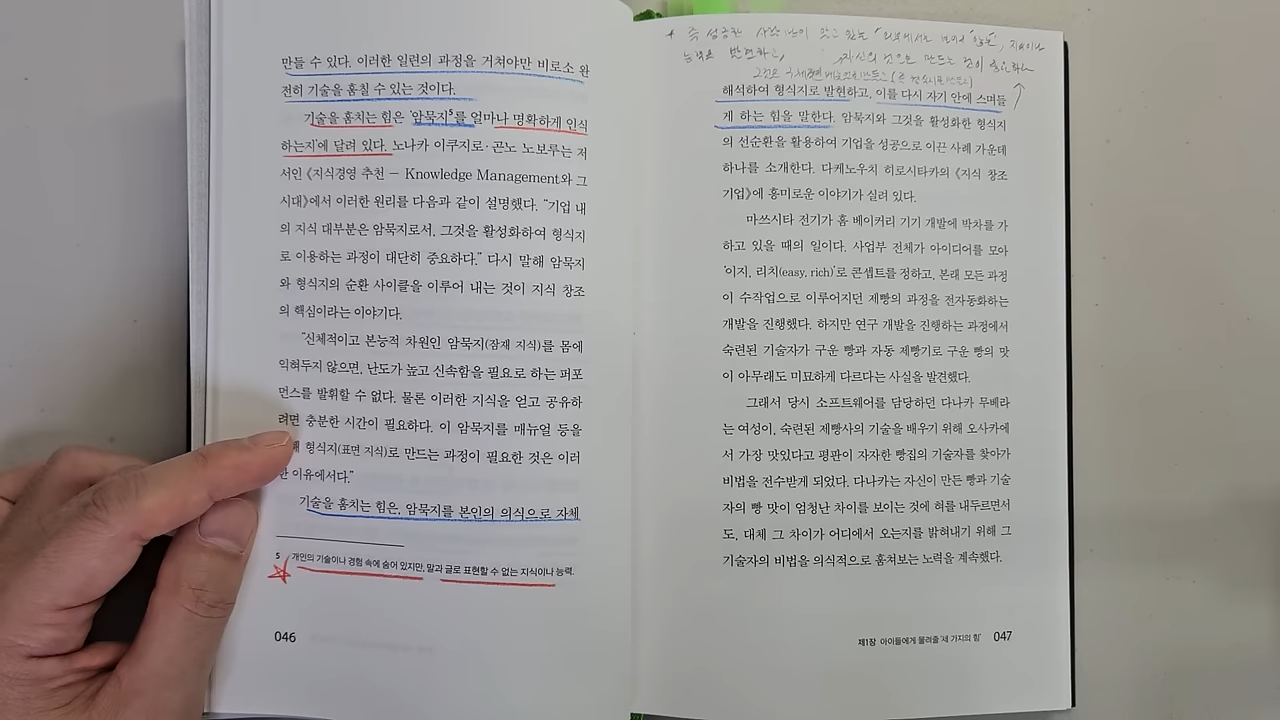 만들 수 있다. 이러한 일련의 과정을 거쳐야만 비로소 완
전히 기술을 훔칠 수 있는 것이다.
기술을 훔치는 힘은 '암묵지5를 얼마나 명확하게 인식
하는지'에 달려 있다. 노나카 이쿠지로·곤노 노보루는 저
서인 《지식경영 추천 – Knowledge Management와 그
시대》에서 이러한 원리를 다음과 같이 설명했다. "기업 내
의 지식 대부분은 암묵지로서, 그것을 활성화하여 형식지
로 이용하는 과정이 대단히 중요하다." 다시 말해 암묵지
와 형식지의 순환 사이클을 이루어 내는 것이 지식 창조
의 핵심이라는 이야기다.
"신체적이고 본능적 차원인 암묵지(잠재 지식)를 몸에
익혀두지 않으면, 난도가 높고 신속함을 필요로 하는 퍼포
먼스를 발휘할 수 없다. 물론 이러한 지식을 얻고 공유하
려면 충분한 시간이 필요하다. 이 암묵지를 매뉴얼 등을
형식지(표면 지식)로 만드는 과정이 필요한 것은 이러
한 이유에서다."
기술을 훔치는 힘은, 암묵지를 본인의 의식으로 자체
5 개인의 기술이나 경험 속에 숨어 있지만, 말과 글로 표현할 수 없는 지식이나 능력.
046
* 즉 성공한 사람만이 갖고 있는
능력을 발견하고, 자신의 것으로 만드는 것이 중요하다
해석하여 형식지로 발현하고, 이를 다시 자기 안에 스며들
게 하는 힘을 말한다. 암묵지와 그것을 활성화한 형식지
의 선순환을 활용하여 기업을 성공으로 이끈 사례 가운데
하나를 소개한다. 다케노우치 히로시타카의 《지식 창조
기업》에 흥미로운 이야기가 실려 있다.
마쓰시타 전기가 홈 베이커리 기기 개발에 박차를 가
하고 있을 때의 일이다. 사업부 전체가 아이디어를 모아
'이지, 리치(easy, rich)'로 콘셉트를 정하고, 본래 모든 과정
이 수작업으로 이루어지던 제빵의 과정을 전자동화하는
개발을 진행했다. 하지만 연구 개발을 진행하는 과정에서
숙련된 기술자가 구운 빵과 자동 제빵기로 구운 빵의 맛
이 아무래도 미묘하게 다르다는 사실을 발견했다.
그래서 당시 소프트웨어를 담당하던 다나카 무베라
는 여성이, 숙련된 제빵사의 기술을 배우기 위해 오사카에
서 가장 맛있다고 평판이 자자한 빵집의 기술자를 찾아가
비법을 전수받게 되었다. 다나카는 자신이 만든 빵과 기술
자의 빵 맛이 엄청난 차이를 보이는 것에 혀를 내두르면서
도, 대체 그 차이가 어디에서 오는지를 밝혀내기 위해 그
기술자의 비법을 의식적으로 훔쳐보는 노력을 계속했다.
제1장 아이들에게 물려줄 '세 가지의 힘' 047